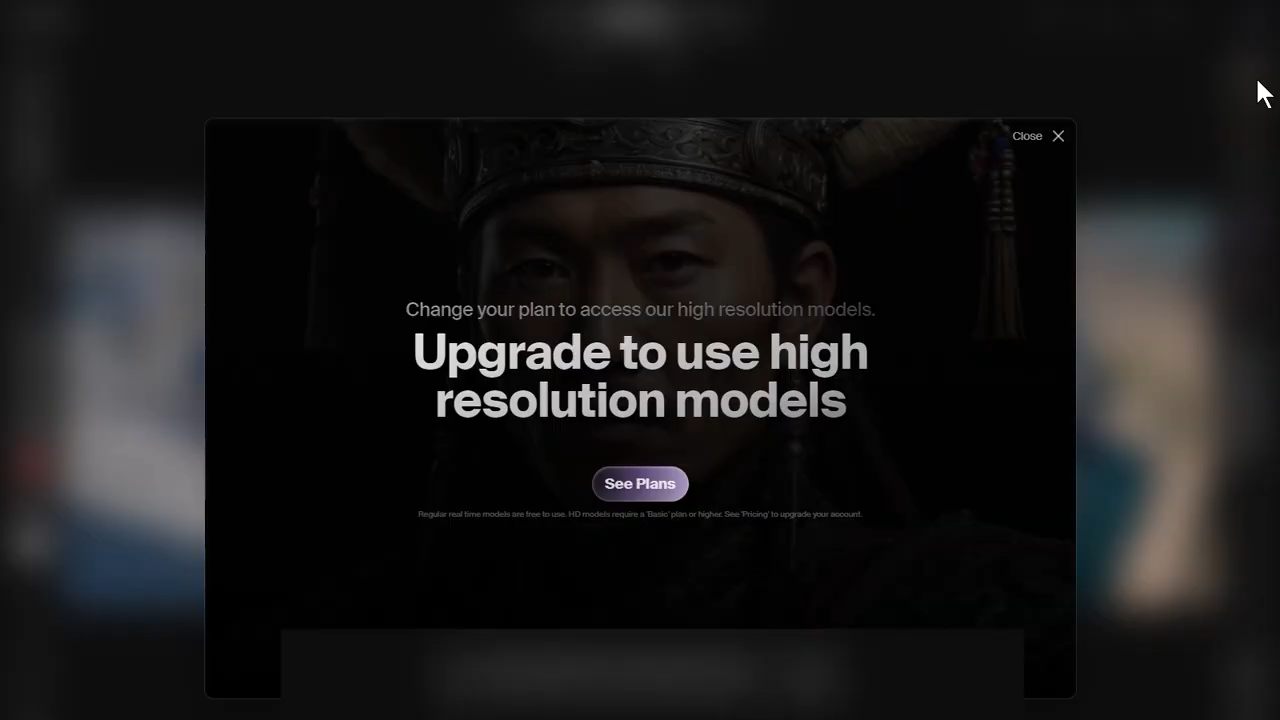 Close
Change your plan to access our high resolution models.
Upgrade to use high
resolution models
See Plans
Regular real time models are free to use. HD models require a 'Basic' plan or higher. See 'Pricing' to upgrade your account.